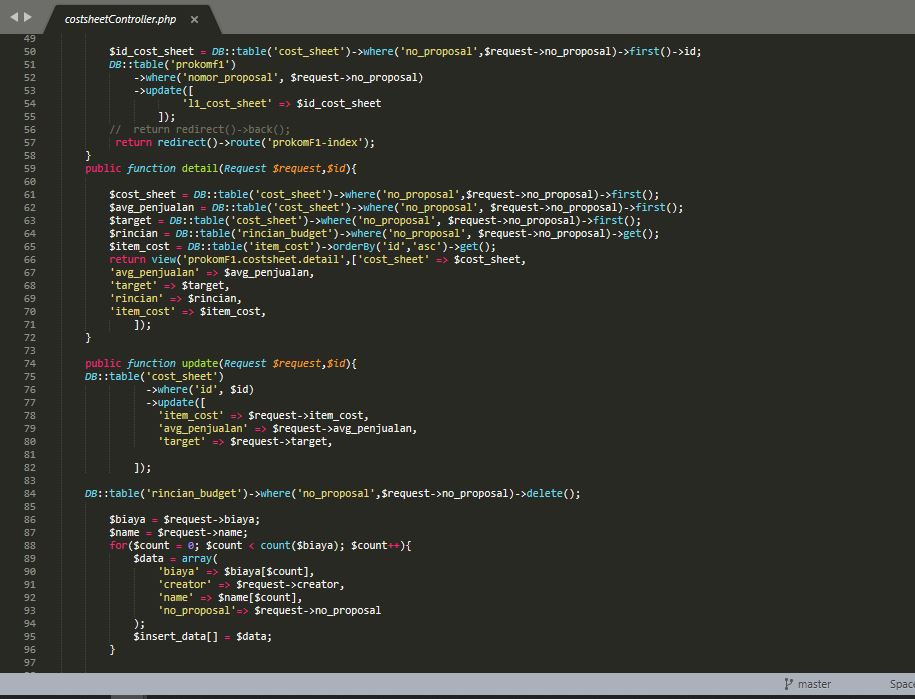 costsheetController.php ×
49
50 $id_cost_sheet = DB::table('cost_sheet')->where('no_proposal',$request->no_proposal)->first()->id;
51 DB::table('prokomf1')
52 ->where('nomor_proposal', $request->no_proposal)
53 ->update([
54 'l1_cost_sheet' => $id_cost_sheet
55 ]);
56 //  return redirect()->back();
57 return redirect()->route('prokomF1-index');
58 }
59 public function detail(Request $request,$id){
60
61 $cost_sheet = DB::table('cost_sheet')->where('no_proposal',$request->no_proposal)->first();
62 $avg_penjualan = DB::table('cost_sheet')->where('no_proposal', $request->no_proposal)->first();
63 $target = DB::table('cost_sheet')->where('no_proposal', $request->no_proposal)->first();
64 $rincian = DB::table('rincian_budget')->where('no_proposal', $request->no_proposal)->get();
65 $item_cost = DB::table('item_cost')->orderBy('id','asc')->get();
66 return view('prokomF1.costsheet.detail',['cost_sheet' => $cost_sheet,
67 'avg_penjualan' => $avg_penjualan,
68 'target' => $target,
69 'rincian' => $rincian,
70 'item_cost' => $item_cost,
71 ]);
72 }
73
74 public function update(Request $request,$id){
75 DB::table('cost_sheet')
76 ->where('id', $id)
77 ->update([
78 'item_cost' => $request->item_cost,
79 'avg_penjualan' => $request->avg_penjualan,
80 'target' => $request->target,
81
82 ]);
83
84 DB::table('rincian_budget')->where('no_proposal',$request->no_proposal)->delete();
85
86 $biaya = $request->biaya;
87 $name = $request->name;
88 for($count = 0; $count < count($biaya); $count++){
89 $data = array(
90 'biaya' => $biaya[$count],
91 'creator' => $request->creator,
92 'name' => $name[$count],
93 'no_proposal'=> $request->no_proposal
94 );
95 $insert_data[] = $data;
96 }
97
master Space